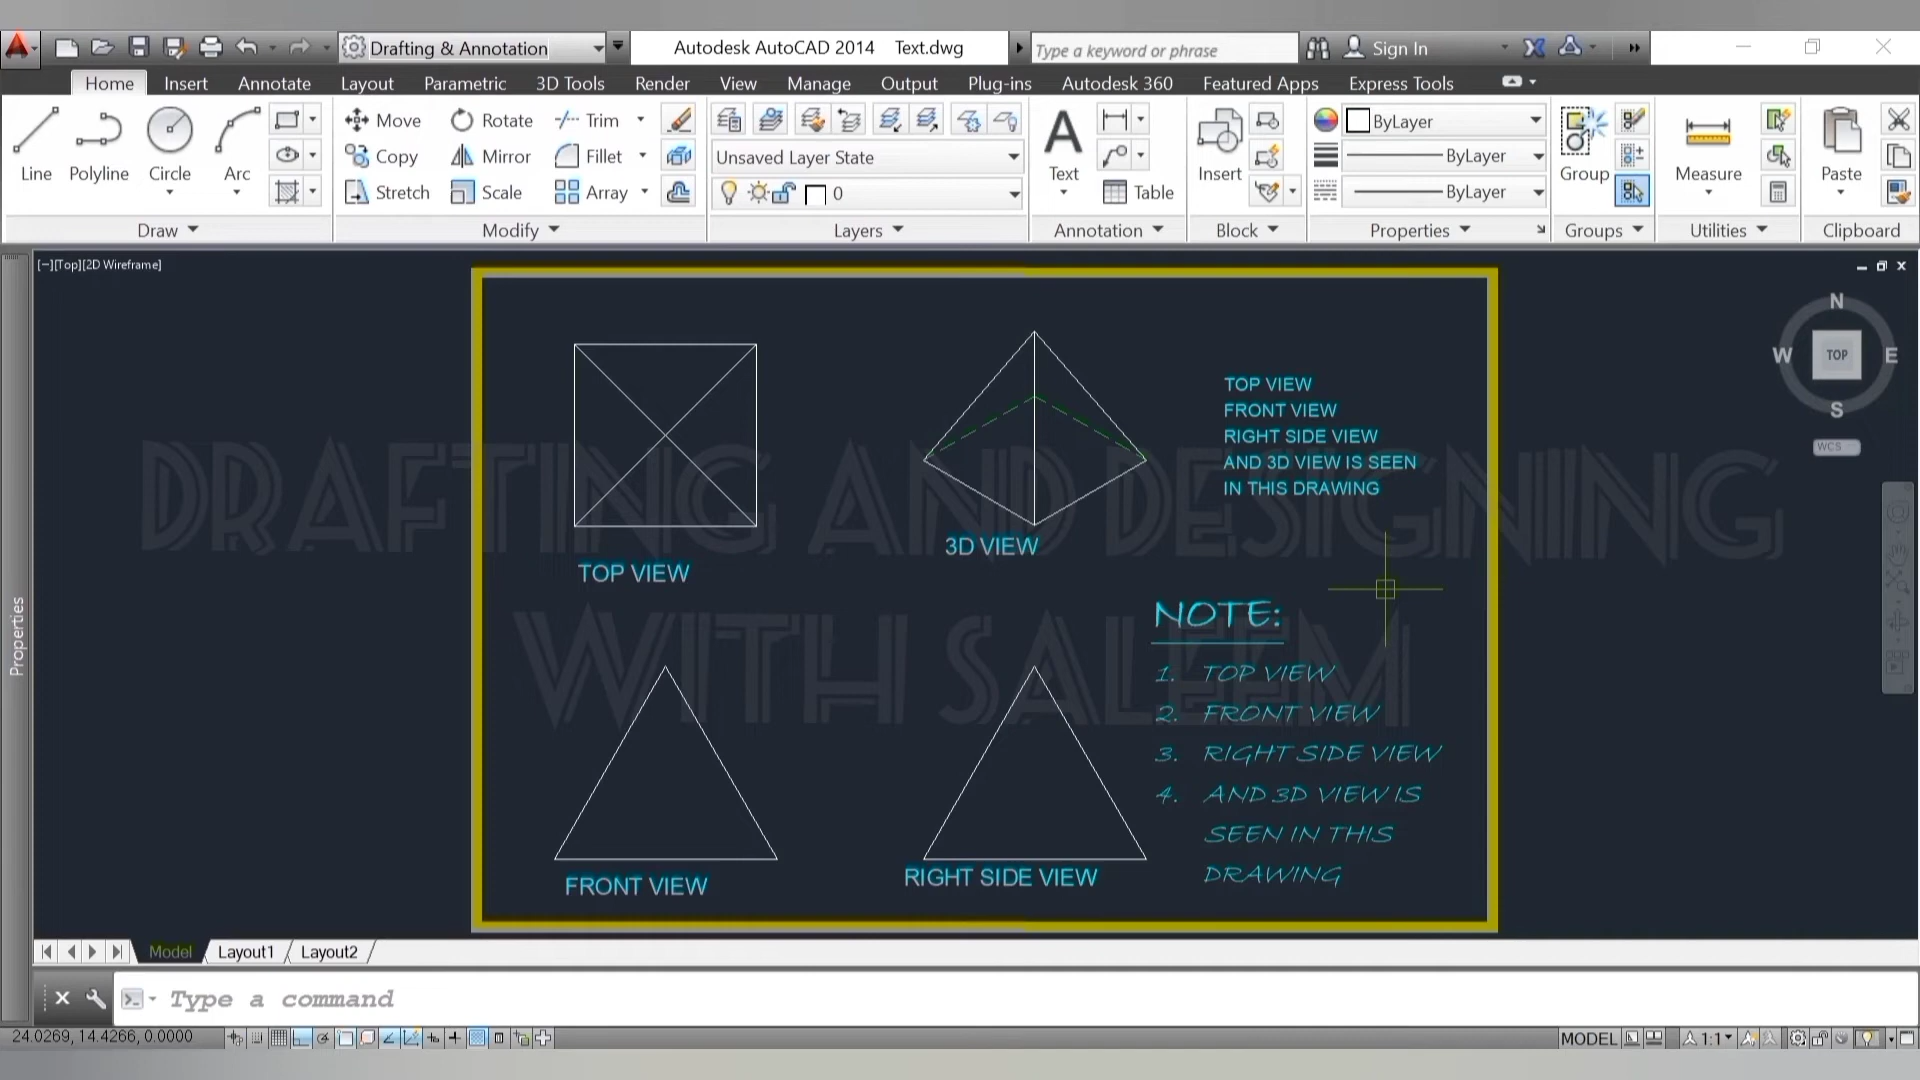 Drafting & Annotation
Autodesk AutoCAD 2014 Text.dwg
Type a keyword or phrase
Sign In
Home Insert Annotate Layout Parametric 3D Tools Render View Manage Output Plug-ins Autodesk 360 Featured Apps Express Tools
Line Polyline Circle Arc
Draw
Move Rotate Trim
Copy Mirror Fillet
Stretch Scale Array
Modify
Unsaved Layer State
0
Layers
A
Text
Table
Annotation
Insert
Block
ByLayer
ByLayer
ByLayer
Properties
Group
Groups
Measure
Utilities
Paste
Clipboard
[−][Top][2D Wireframe]
N
W TOP E
S
WCS
Properties
TOP VIEW
3D VIEW
FRONT VIEW
RIGHT SIDE VIEW
TOP VIEW
FRONT VIEW
RIGHT SIDE VIEW
AND 3D VIEW IS SEEN
IN THIS DRAWING
NOTE:
1. TOP VIEW
2. FRONT VIEW
3. RIGHT SIDE VIEW
4. AND 3D VIEW IS
SEEN IN THIS
DRAWING
DRAFTING AND DESIGNING
WITH SALEEM
Model Layout1 Layout2
Type a command
24.0269, 14.4266, 0.0000
MODEL
1:1